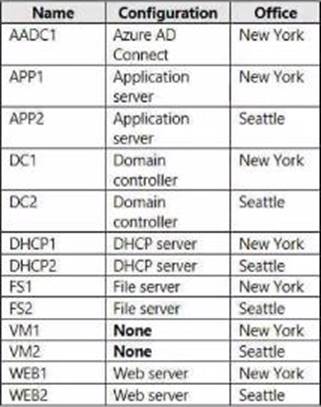 Name Configuration Office
AADC1 Azure AD New York
Connect
APP1 Application New York
server
APP2 Application Seattle
server
DC1 Domain New York
controller
DC2 Domain Seattle
controller
DHCP1 DHCP server New York
DHCP2 DHCP server Seattle
FS1 File server New York
FS2 File server Seattle
VM1 None New York
VM2 None Seattle
WEB1 Web server New York
WEB2 Web server Seattle